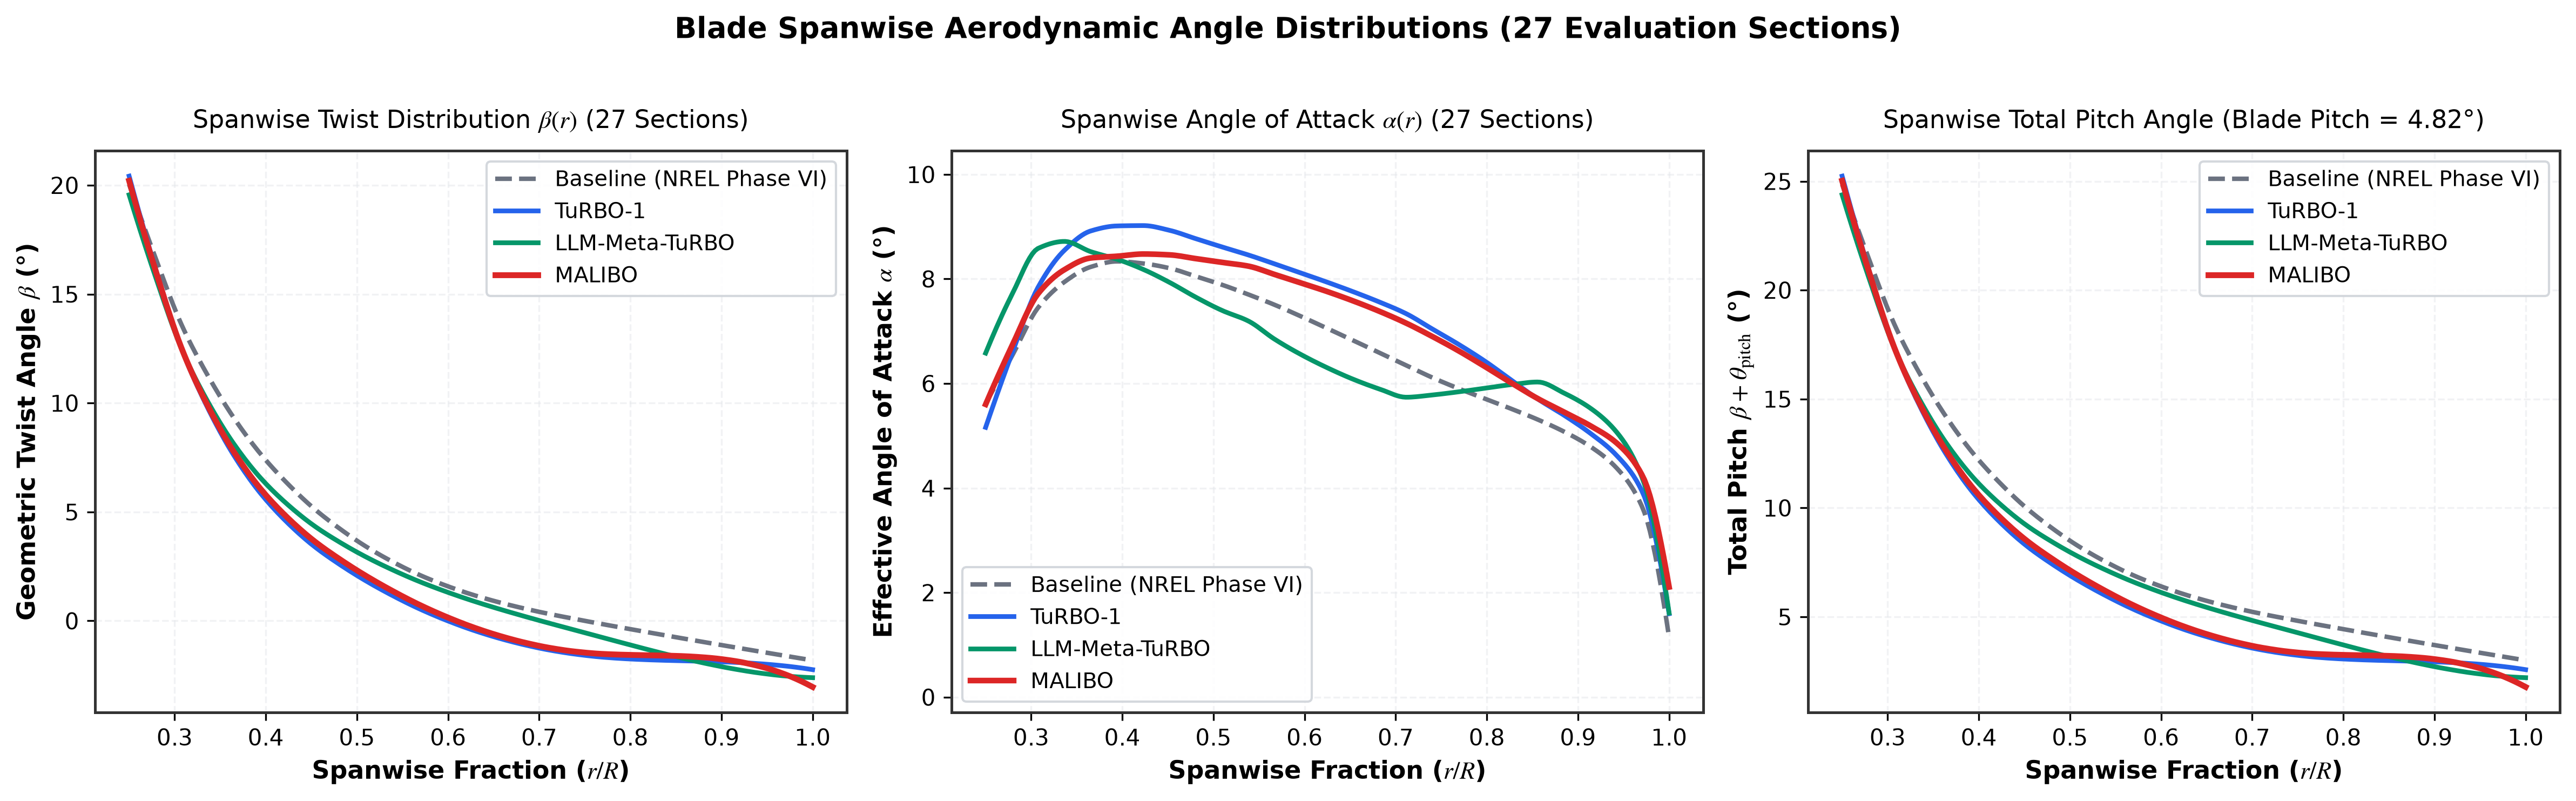 Blade Spanwise Aerodynamic Angle Distributions (27 Evaluation Sections)
Spanwise Twist Distribution β(r) (27 Sections)
Geometric Twist Angle β (°)
20
15
10
5
0
Baseline (NREL Phase VI)
TuRBO-1
LLM-Meta-TuRBO
MALIBO
0.3 0.4 0.5 0.6 0.7 0.8 0.9 1.0
Spanwise Fraction (r/R)
Spanwise Angle of Attack α(r) (27 Sections)
Effective Angle of Attack α (°)
10
8
6
4
2
0
Baseline (NREL Phase VI)
TuRBO-1
LLM-Meta-TuRBO
MALIBO
0.3 0.4 0.5 0.6 0.7 0.8 0.9 1.0
Spanwise Fraction (r/R)
Spanwise Total Pitch Angle (Blade Pitch = 4.82°)
Total Pitch β + θpitch (°)
25
20
15
10
5
Baseline (NREL Phase VI)
TuRBO-1
LLM-Meta-TuRBO
MALIBO
0.3 0.4 0.5 0.6 0.7 0.8 0.9 1.0
Spanwise Fraction (r/R)